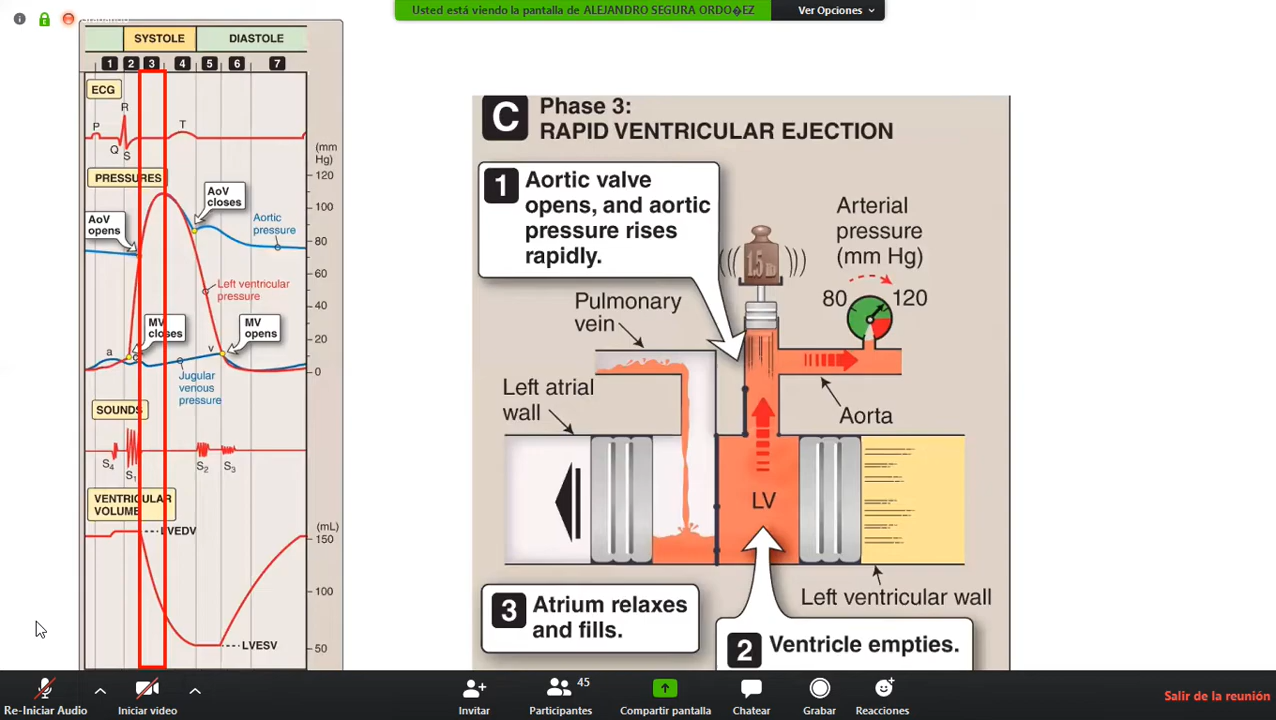 Usted está viendo la pantalla de ALEJANDRO SEGURA ORDO�EZ
Ver Opciones
Grabando
SYSTOLE
DIASTOLE
1 2 3 4 5 6 7
ECG
R
P
T
Q
S
(mm
Hg)
PRESSURES
120
100
80
60
40
20
0
AoV
closes
AoV
opens
Aortic
pressure
Left ventricular
pressure
MV
closes
MV
opens
a
c
v
Jugular
venous
pressure
SOUNDS
S4
S1
S2
S3
VENTRICULAR
VOLUME
(mL)
LVEDV
150
100
LVESV
50
C
Phase 3:
RAPID VENTRICULAR EJECTION
1 Aortic valve
opens, and aortic
pressure rises
rapidly.
Arterial
pressure
(mm Hg)
80
120
Pulmonary
vein
Left atrial
wall
Aorta
LV
Left ventricular wall
3 Atrium relaxes
and fills.
2 Ventricle empties.
Re-Iniciar Audio
Iniciar video
Invitar
45
Participantes
Compartir pantalla
Chatear
Grabar
Reacciones
Salir de la reunión